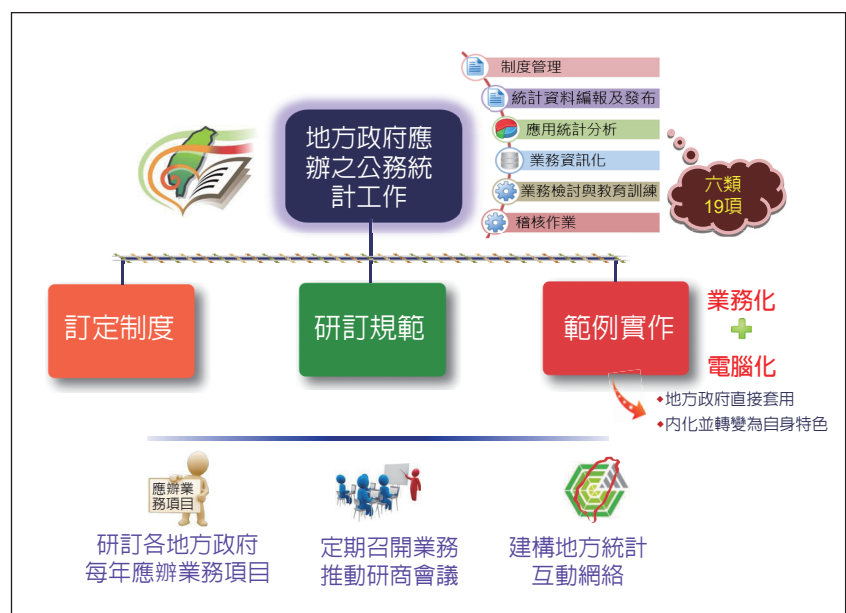 地方政府應
辦之公務統
計工作
制度管理
統計資料編報及發布
應用統計分析
業務資訊化
業務檢討與教育訓練
稽核作業
六類
19項
訂定制度
研訂規範
範例實作
業務化
電腦化
地方政府直接套用
內化並轉變為自身特色
應辦業
務項目
研訂各地方政府
每年應辦業務項目
定期召開業務
推動研商會議
建構地方統計
互動網絡